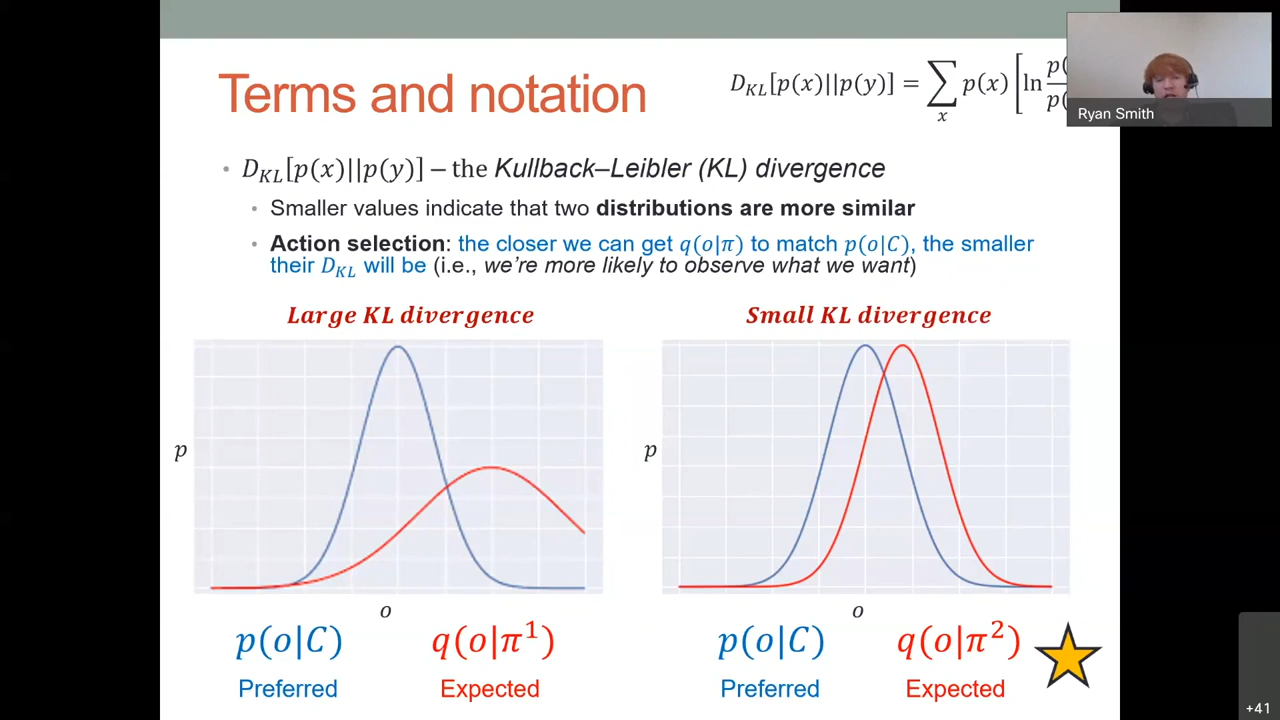 Terms and notation
D_KL[p(x)||p(y)] = ∑_x p(x) [ln p( p(
Ryan Smith
• D_KL[p(x)||p(y)] – the Kullback–Leibler (KL) divergence
• Smaller values indicate that two distributions are more similar
• Action selection: the closer we can get q(o|π) to match p(o|C), the smaller
their D_KL will be (i.e., we're more likely to observe what we want)
Large KL divergence
Small KL divergence
p
p
o
o
p(o|C)
q(o|π¹)
p(o|C)
q(o|π²)
Preferred
Expected
Preferred
Expected
+41